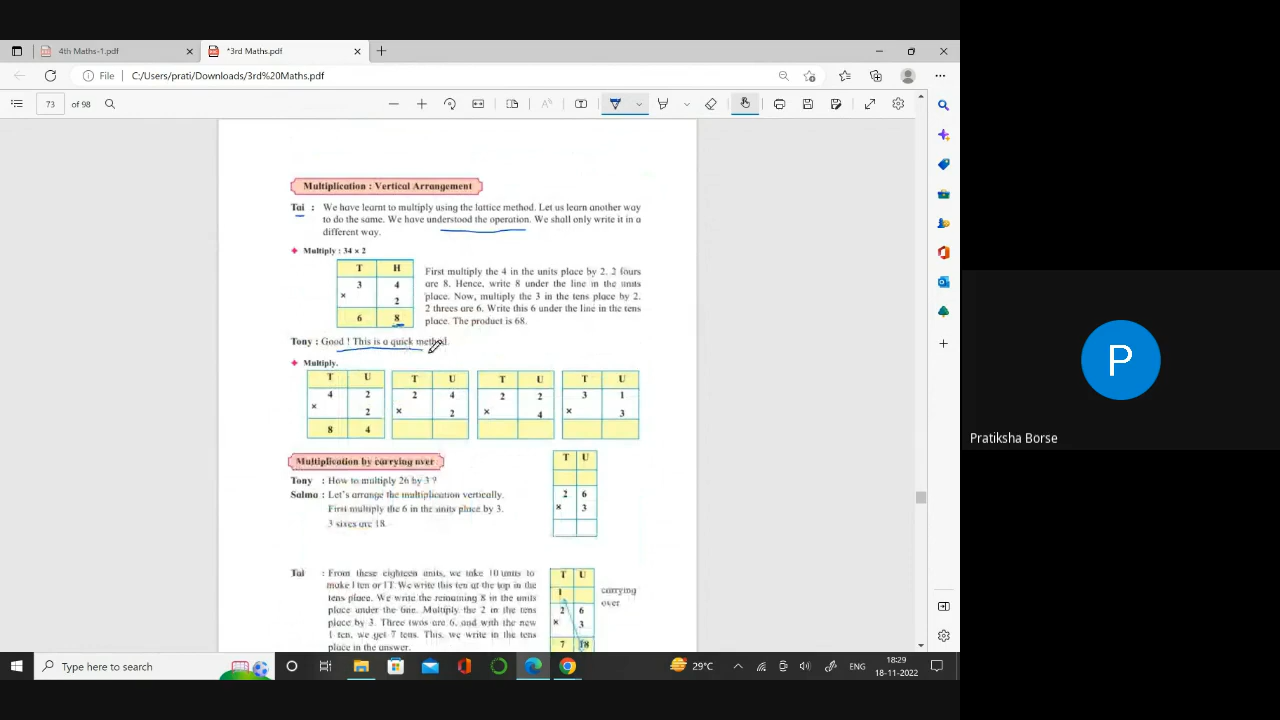 4th Maths-1.pdf
*3rd Maths.pdf
File
C:/Users/prati/Downloads/3rd%20Maths.pdf
73 of 98
Multiplication : Vertical Arrangement
Tai : We have learnt to multiply using the lattice method. Let us learn another way
to do the same. We have understood the operation. We shall only write it in a
different way.
Multiply : 34 × 2
T H
3 4
× 2
6 8
First multiply the 4 in the units place by 2. 2 fours
are 8. Hence, write 8 under the line in the units
place. Now, multiply the 3 in the tens place by 2.
2 threes are 6. Write this 6 under the line in the tens
place. The product is 68.
Tony : Good ! This is a quick method.
Multiply.
T U T U T U T U
4 2 2 4 2 2 3 1
× 2 × 2 × 4 × 3
8 4
Multiplication by carrying over
Tony : How to multiply 26 by 3 ?
Salma : Let's arrange the multiplication vertically.
First multiply the 6 in the units place by 3.
3 sixes are 18.
T U
2 6
× 3
Tai : From these eighteen units, we take 10 units to
make 1ten or 1T. We write this ten at the top in the
tens place. We write the remaining 8 in the units
place under the line. Multiply the 2 in the tens
place by 3. Three twos are 6, and with the new
1 ten, we get 7 tens. This, we write in the tens
place in the answer.
T U
1
2 6
× 3
7 18
carrying
over
P
Pratiksha Borse
Type here to search
29°C
ENG
18:29
18-11-2022